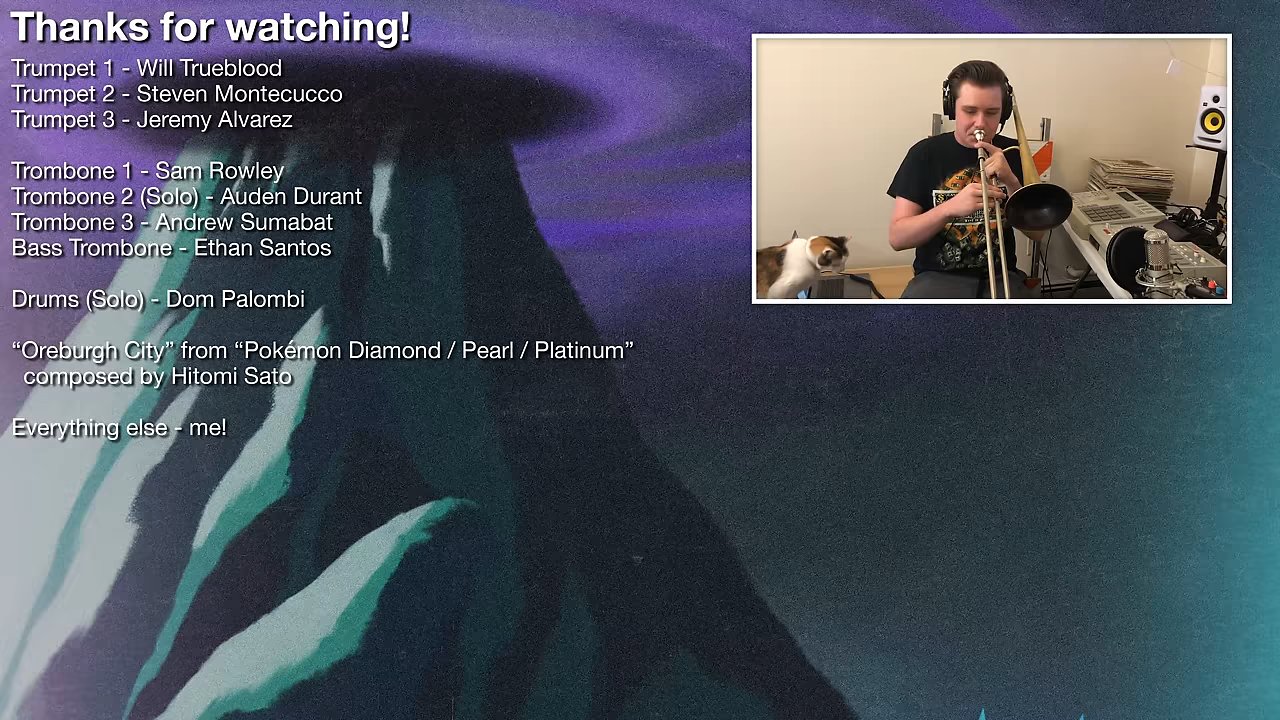 Thanks for watching!
Trumpet 1 - Will Trueblood
Trumpet 2 - Steven Montecucco
Trumpet 3 - Jeremy Alvarez
Trombone 1 - Sam Rowley
Trombone 2 (Solo) - Auden Durant
Trombone 3 - Andrew Sumabat
Bass Trombone - Ethan Santos
Drums (Solo) - Dom Palombi
“Oreburgh City” from “Pokémon Diamond / Pearl / Platinum”
composed by Hitomi Sato
Everything else - me!